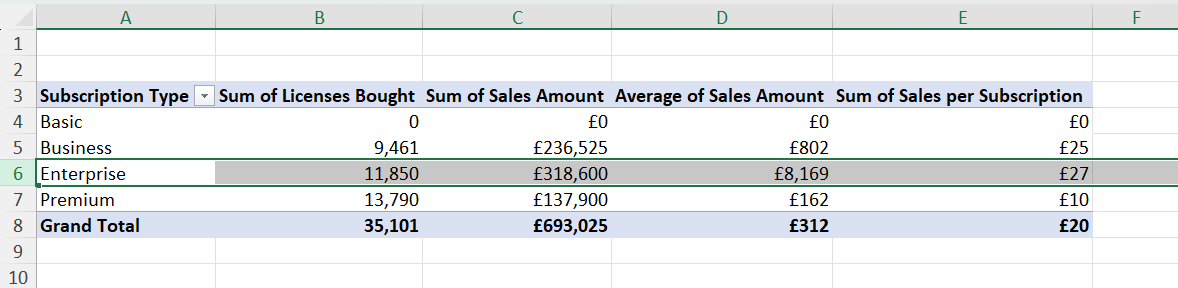 A B C D E F
1
2
3 Subscription Type Sum of Licenses Bought Sum of Sales Amount Average of Sales Amount Sum of Sales per Subscription
4 Basic 0 £0 £0 £0
5 Business 9,461 £236,525 £802 £25
6 Enterprise 11,850 £318,600 £8,169 £27
7 Premium 13,790 £137,900 £162 £10
8 Grand Total 35,101 £693,025 £312 £20
9
10